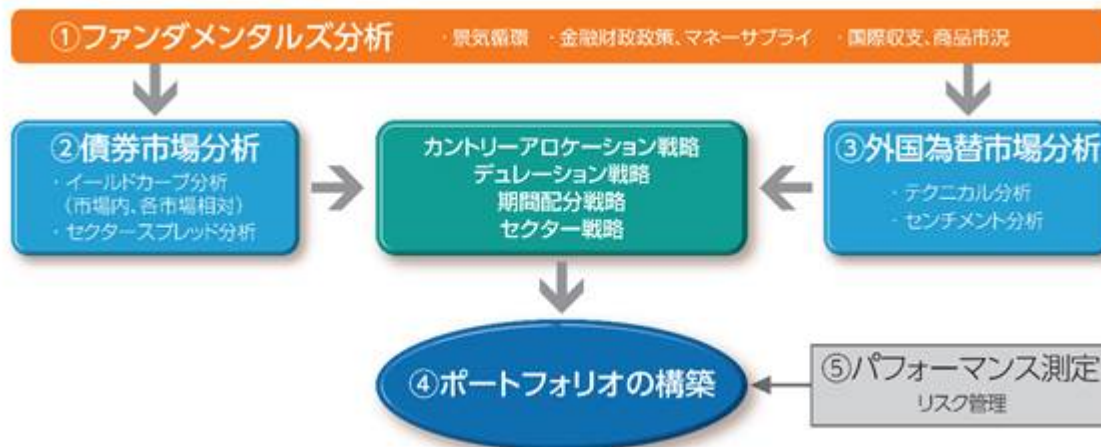 ①ファンダメンタルズ分析 ・景気循環 ・金融財政政策、マネーサプライ ・国際収支、商品市況
②債券市場分析
・イールドカーブ分析
（市場内、各市場相対）
・セクタースプレッド分析
カントリーアロケーション戦略
デュレーション戦略
期間配分戦略
セクター戦略
③外国為替市場分析
・テクニカル分析
・センチメント分析
④ポートフォリオの構築
⑤パフォーマンス測定
リスク管理